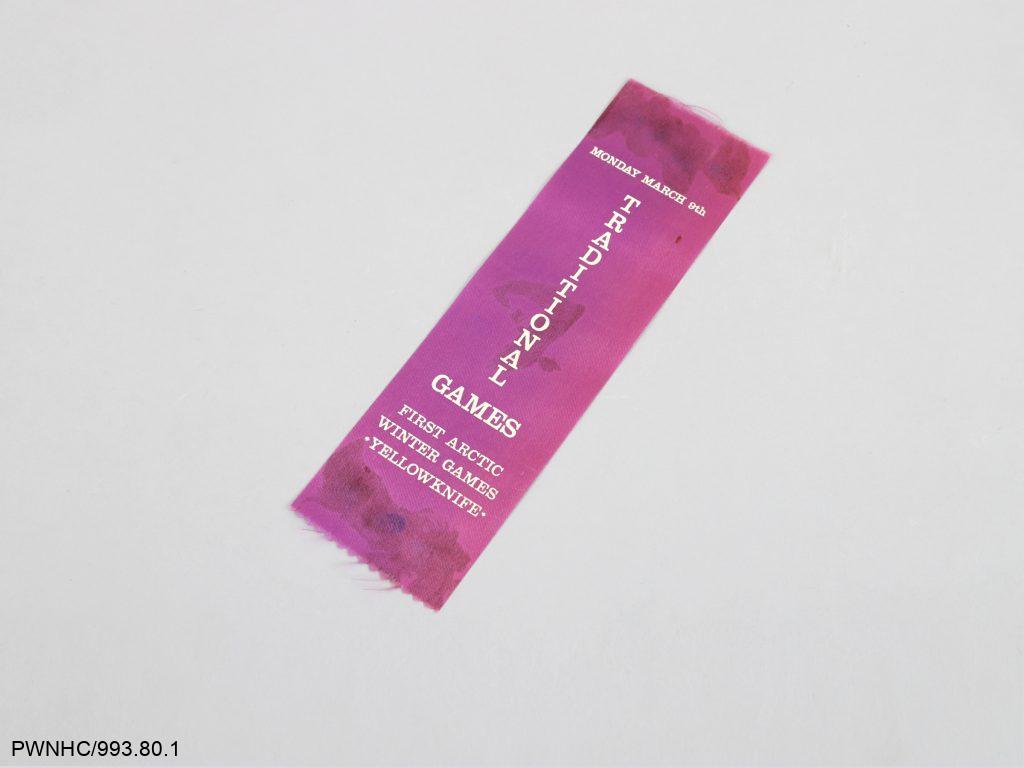 MONDAY MARCH 9th
TRADITIONAL
GAMES
FIRST ARCTIC
WINTER GAMES
•YELLOWKNIFE•
PWNHC/993.80.1